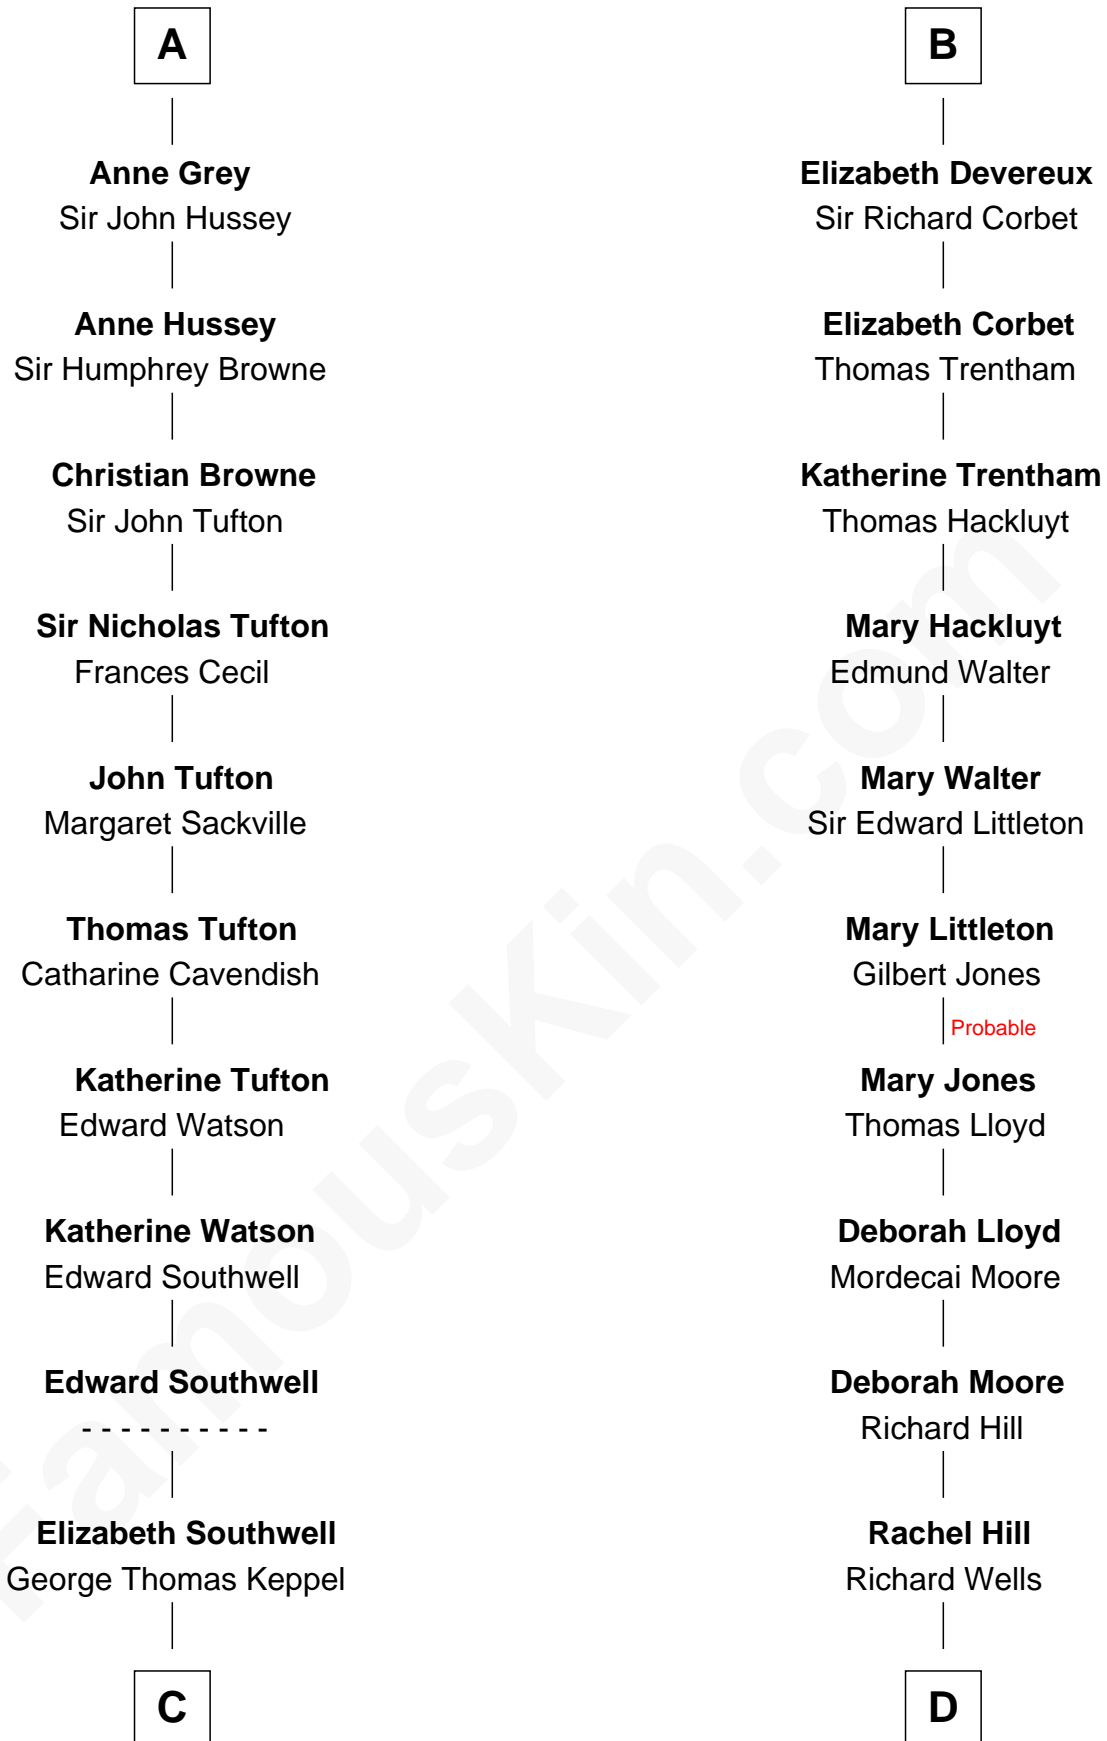 A
Anne Grey
Sir John Hussey
Anne Hussey
Sir Humphrey Browne
Christian Browne
Sir John Tufton
Sir Nicholas Tufton
Frances Cecil
John Tufton
Margaret Sackville
Thomas Tufton
Catharine Cavendish
Katherine Tufton
Edward Watson
Katherine Watson
Edward Southwell
Edward Southwell
- - - - - - - - - -
Elizabeth Southwell
George Thomas Keppel
C
B
Elizabeth Devereux
Sir Richard Corbet
Elizabeth Corbet
Thomas Trentham
Katherine Trentham
Thomas Hackluyt
Mary Hackluyt
Edmund Walter
Mary Walter
Sir Edward Littleton
Mary Littleton
Gilbert Jones
Probable
Mary Jones
Thomas Lloyd
Deborah Lloyd
Mordecai Moore
Deborah Moore
Richard Hill
Rachel Hill
Richard Wells
D
FamousKin.com